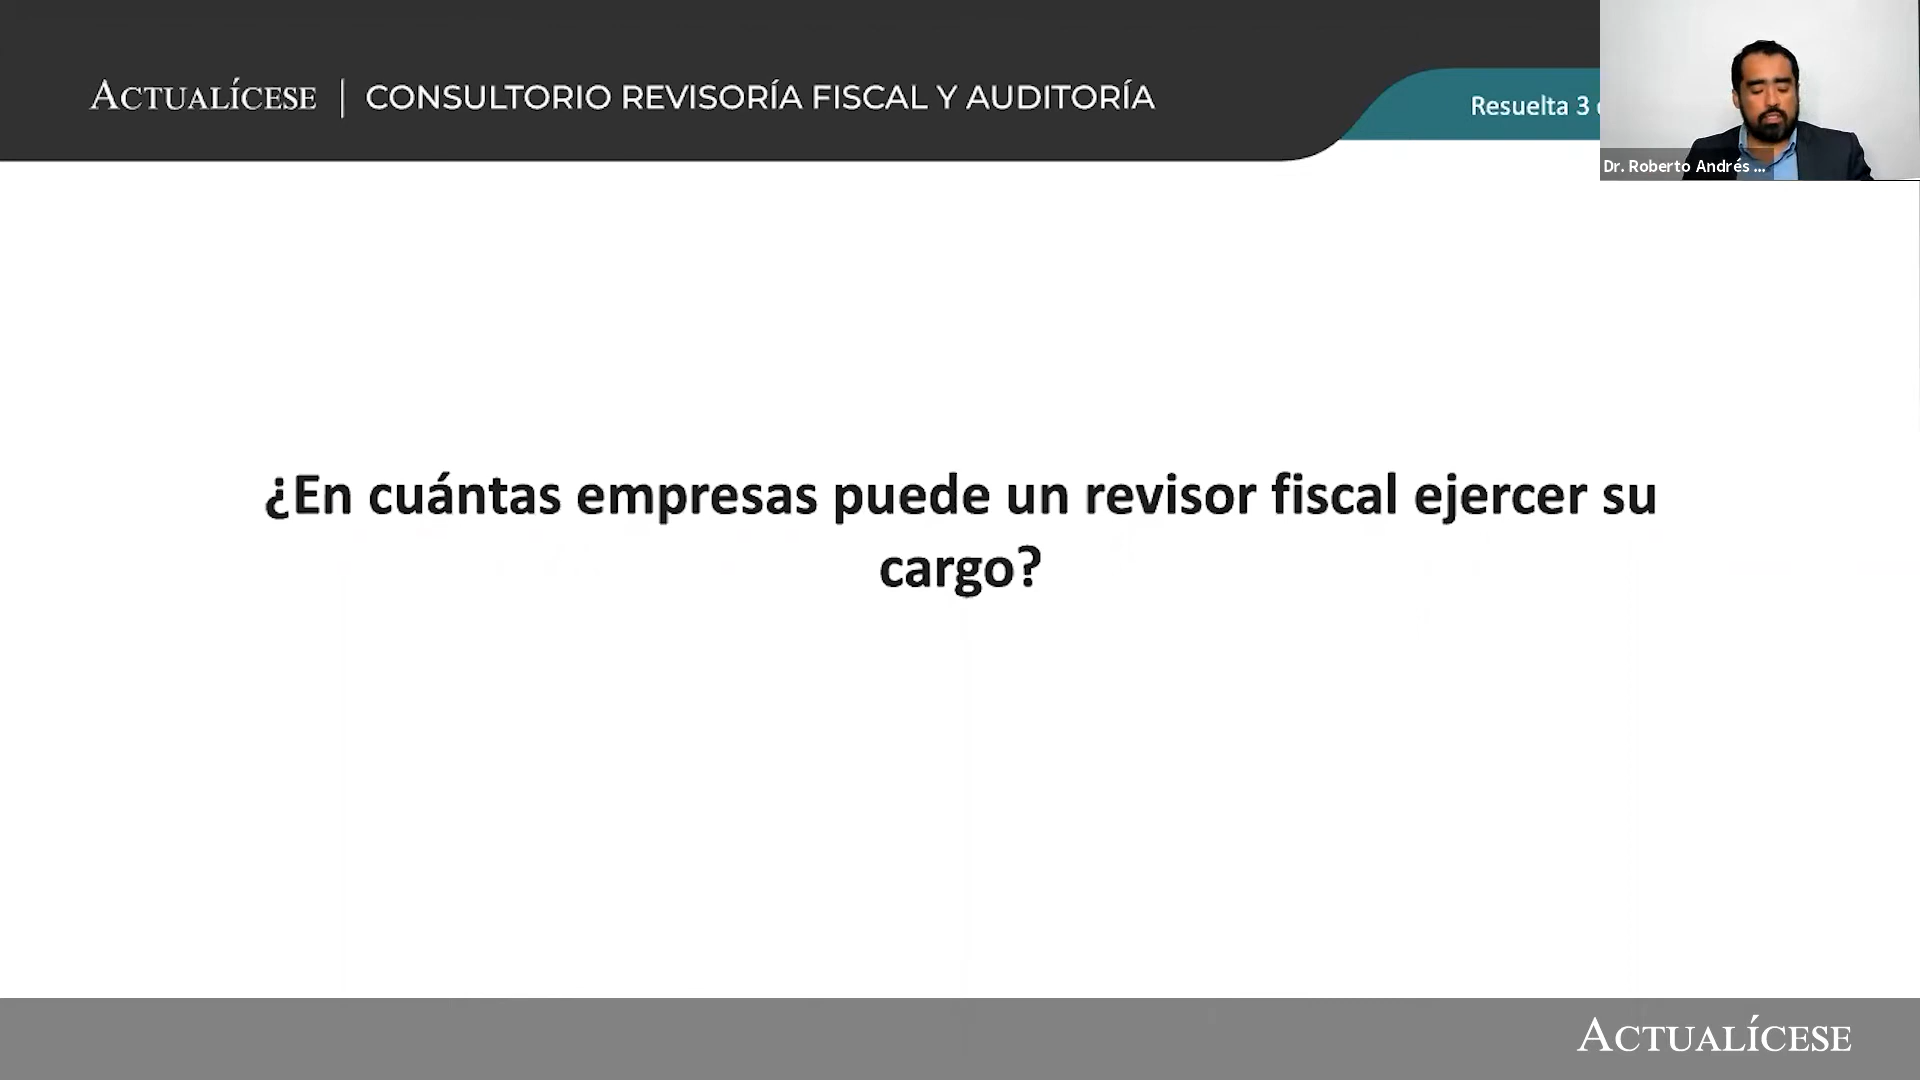 ACTUALÍCESE | CONSULTORIO REVISORÍA FISCAL Y AUDITORÍA
Resuelta 3
Dr. Roberto Andrés ...
¿En cuántas empresas puede un revisor fiscal ejercer su
cargo?
ACTUALÍCESE